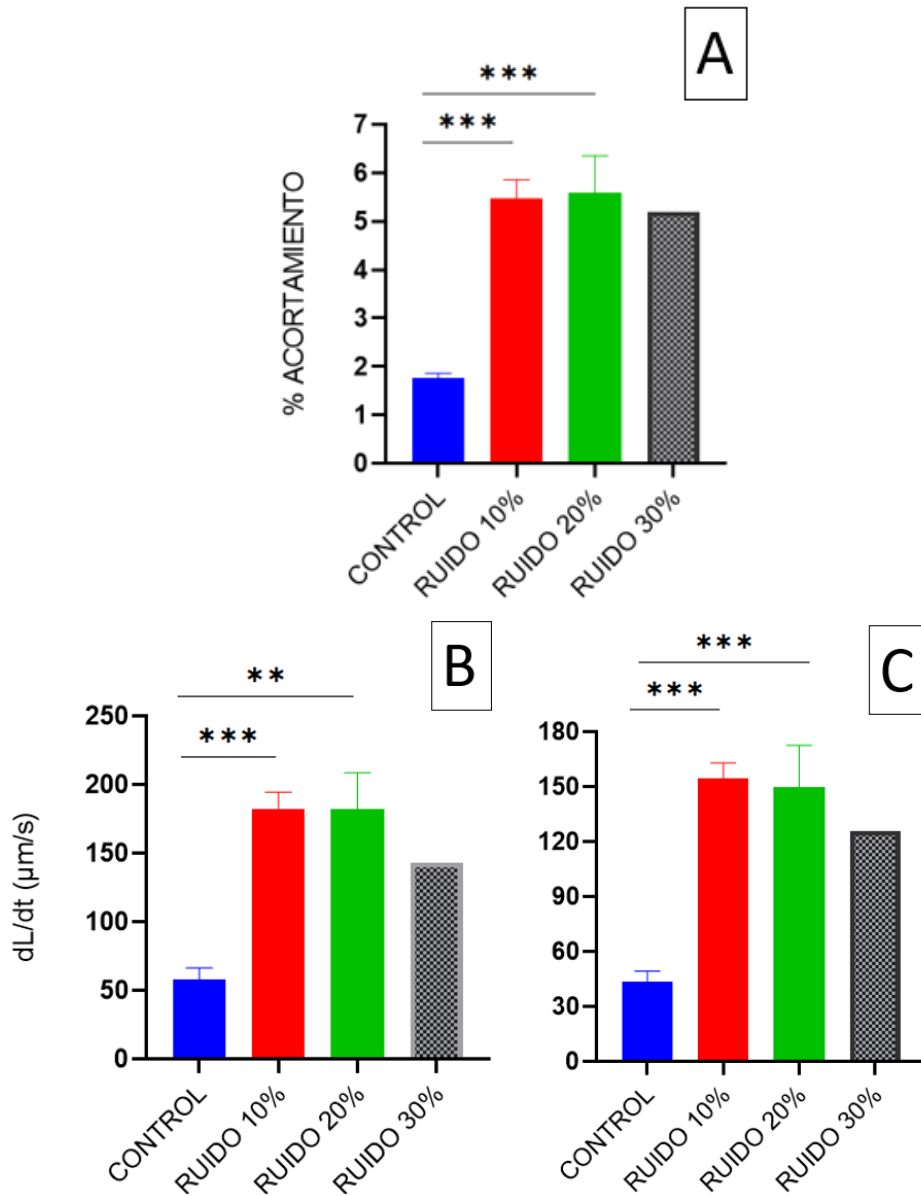 A
***
***
% ACORTAMIENTO
7
6
5
4
3
2
1
0
CONTROL
RUIDO 10%
RUIDO 20%
RUIDO 30%
B
**
***
dL/dt (µm/s)
250
200
150
100
50
0
CONTROL
RUIDO 10%
RUIDO 20%
RUIDO 30%
C
***
***
180
150
120
90
60
30
0
CONTROL
RUIDO 10%
RUIDO 20%
RUIDO 30%